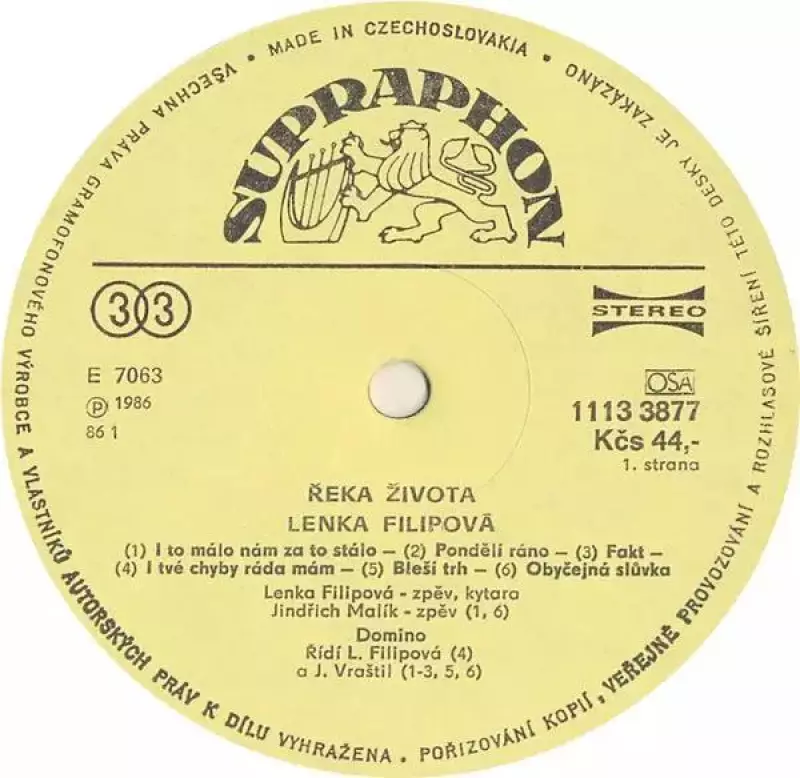 • MADE IN CZECHOSLOVAKIA •
VŠECHNA PRÁVA GRAMOFONOVÉHO VÝROBCE A VLASTNÍKŮ AUTORSKÝCH PRÁV K DÍLU VYHRAŽENA • POŘIZOVÁNÍ KOPIÍ, VEŘEJNÉ PROVOZOVÁNÍ A ROZHLASOVÉ ŠÍŘENÍ TÉTO DESKY JE ZAKÁZÁNO
SUPRAPHON
33
STEREO
E 7063
Ⓟ 1986
86 1
OSA
1113 3877
Kčs 44,-
1. strana
ŘEKA ŽIVOTA
LENKA FILIPOVÁ
(1) I to málo nám za to stálo – (2) Pondělí ráno – (3) Fakt –
(4) I tvé chyby ráda mám – (5) Bleší trh – (6) Obyčejná slůvka
Lenka Filipová - zpěv, kytara
Jindřich Malík - zpěv (1, 6)
Domino
Řídí L. Filipová (4)
a J. Vraštil (1-3, 5, 6)